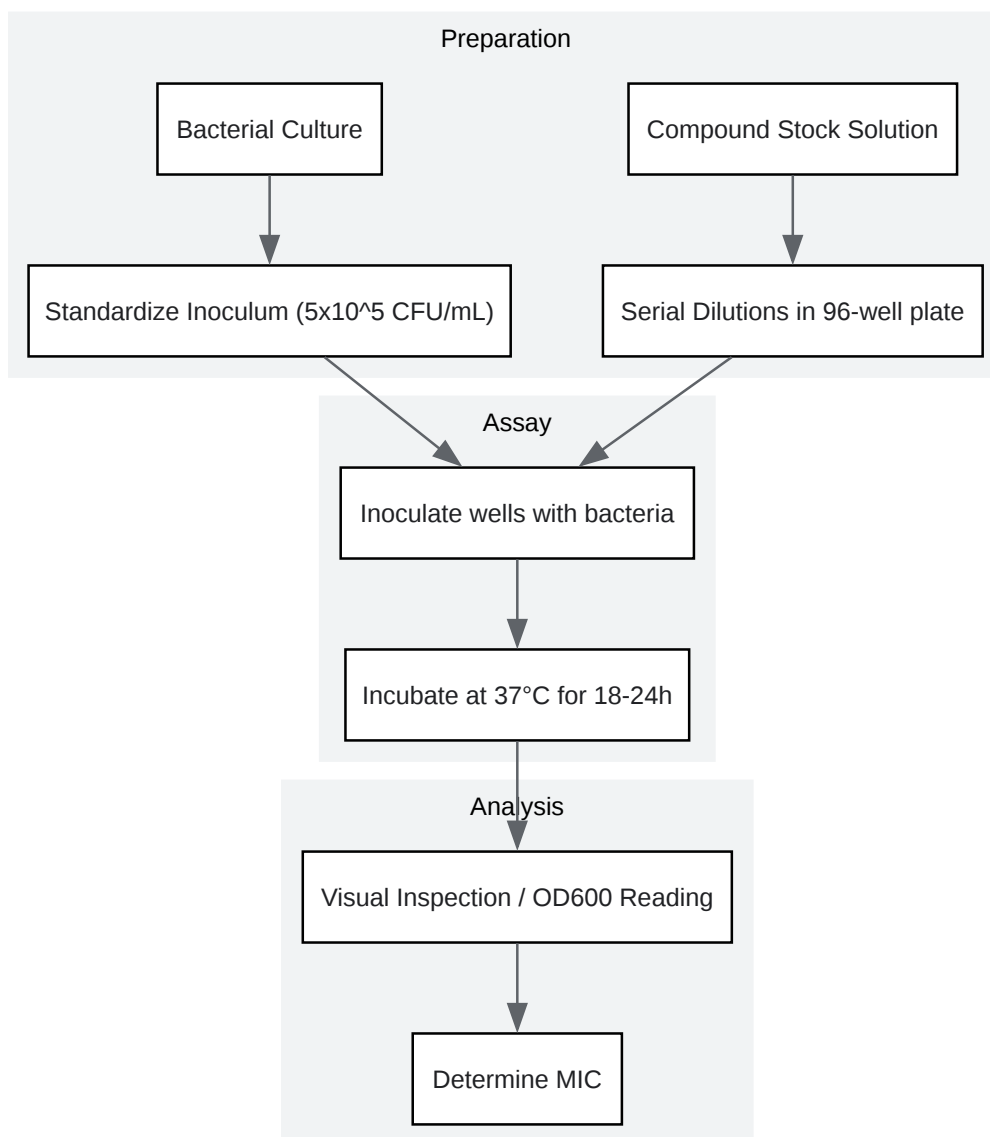 Preparation
Bacterial Culture
Compound Stock Solution
Standardize Inoculum (5x10^5 CFU/mL)
Serial Dilutions in 96-well plate
Assay
Inoculate wells with bacteria
Incubate at 37°C for 18-24h
Analysis
Visual Inspection / OD600 Reading
Determine MIC